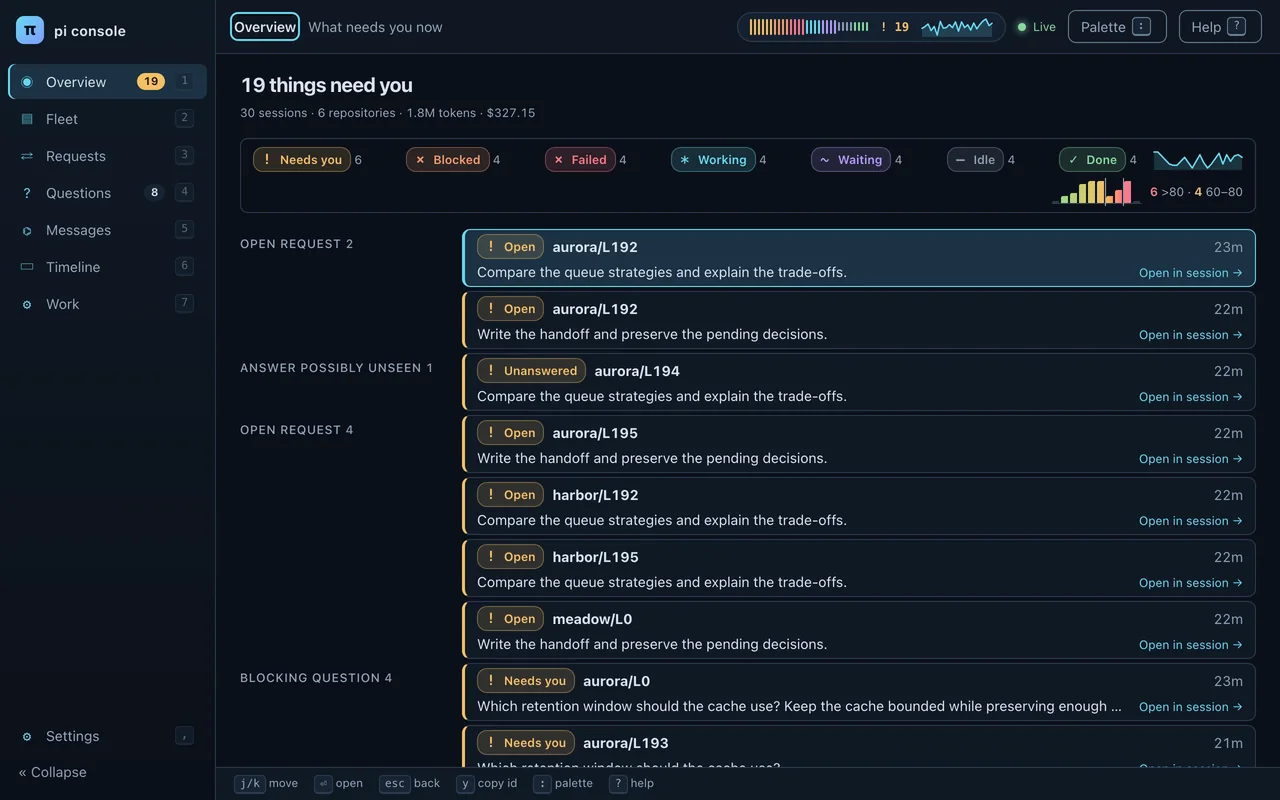 π pi console
Overview What needs you now ! 19 Live Palette : Help ?
Overview 19 1
Fleet 2
Requests 3
? Questions 8 4
Messages 5
Timeline 6
Work 7
Settings ,
« Collapse
19 things need you
30 sessions · 6 repositories · 1.8M tokens · $327.15
! Needs you 6 × Blocked 4 × Failed 4 ∗ Working 4 ~ Waiting 4 — Idle 4 ✓ Done 4
6 >80 · 4 60–80
OPEN REQUEST 2
! Open aurora/L192 23m
Compare the queue strategies and explain the trade-offs. Open in session →
! Open aurora/L192 22m
Write the handoff and preserve the pending decisions. Open in session →
ANSWER POSSIBLY UNSEEN 1
! Unanswered aurora/L194 22m
Compare the queue strategies and explain the trade-offs. Open in session →
OPEN REQUEST 4
! Open aurora/L195 22m
Write the handoff and preserve the pending decisions. Open in session →
! Open harbor/L192 22m
Compare the queue strategies and explain the trade-offs. Open in session →
! Open harbor/L195 22m
Compare the queue strategies and explain the trade-offs. Open in session →
! Open meadow/L0 22m
Write the handoff and preserve the pending decisions. Open in session →
BLOCKING QUESTION 4
! Needs you aurora/L0 23m
Which retention window should the cache use? Keep the cache bounded while preserving enough ... Open in session →
! Needs you aurora/L193 21m
Which retention window should the cache use?
j/k move ⏎ open esc back y copy id : palette ? help